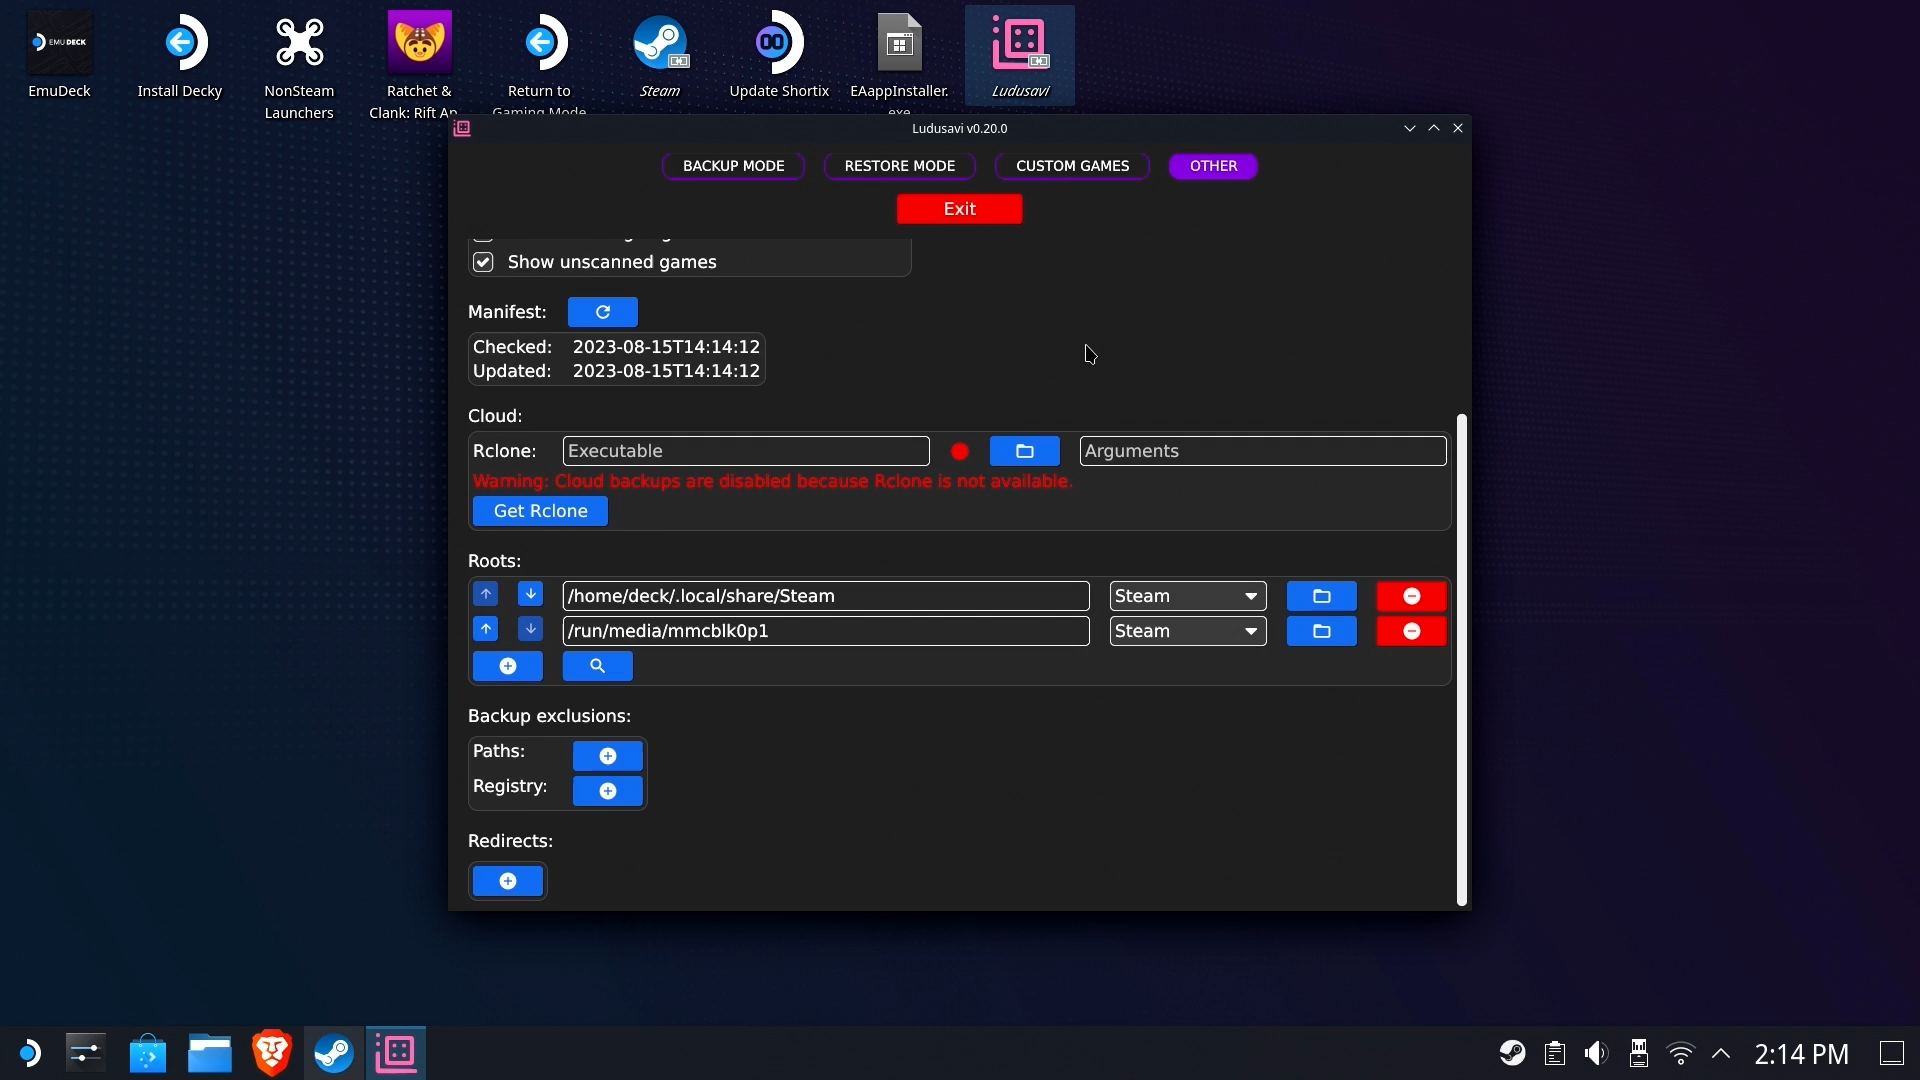 EMUDECK
EmuDeck
Install Decky
NonSteam
Launchers
Ratchet &
Clank: Rift Ap
Return to
Gaming Mode
Steam
Update Shortix
EAappInstaller.
exe
Ludusavi
Ludusavi v0.20.0
BACKUP MODE
RESTORE MODE
CUSTOM GAMES
OTHER
Exit
Show unscanned games
Manifest:
Checked: 2023-08-15T14:14:12
Updated: 2023-08-15T14:14:12
Cloud:
Rclone: Executable Arguments
Warning: Cloud backups are disabled because Rclone is not available.
Get Rclone
Roots:
/home/deck/.local/share/Steam Steam
/run/media/mmcblk0p1 Steam
Backup exclusions:
Paths:
Registry:
Redirects:
2:14 PM